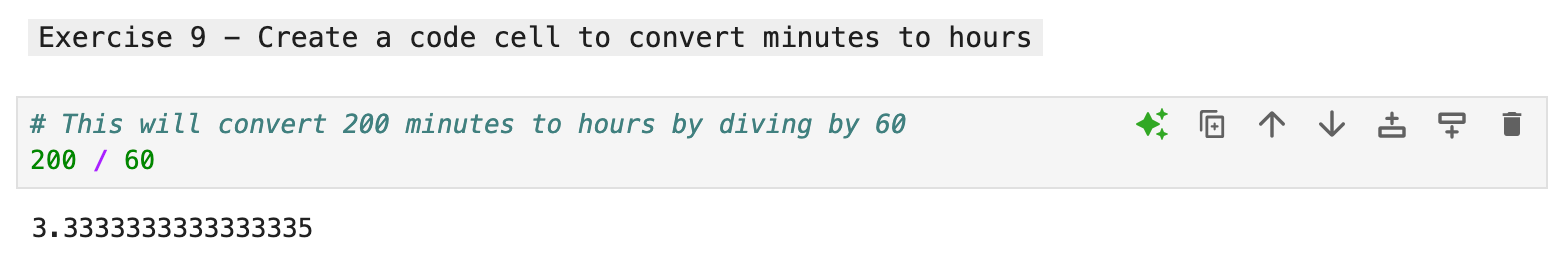 Exercise 9 - Create a code cell to convert minutes to hours
# This will convert 200 minutes to hours by diving by 60
200 / 60
3.3333333333333335